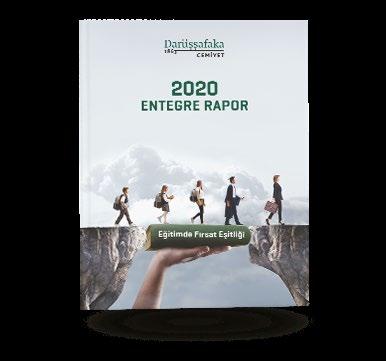 Darüşşafaka
1863
CEMİYET
2020
ENTEGRE RAPOR
Eğitimde Fırsat Eşitliği